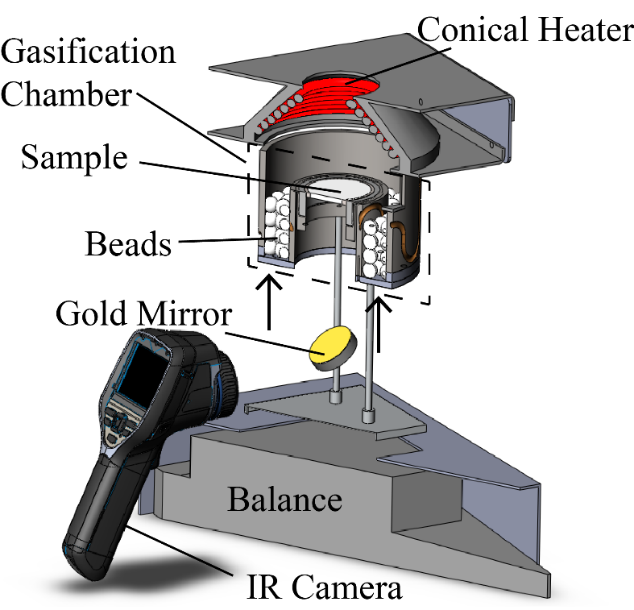 Conical Heater
Gasification
Chamber
Sample
Beads
Gold Mirror
Balance
IR Camera